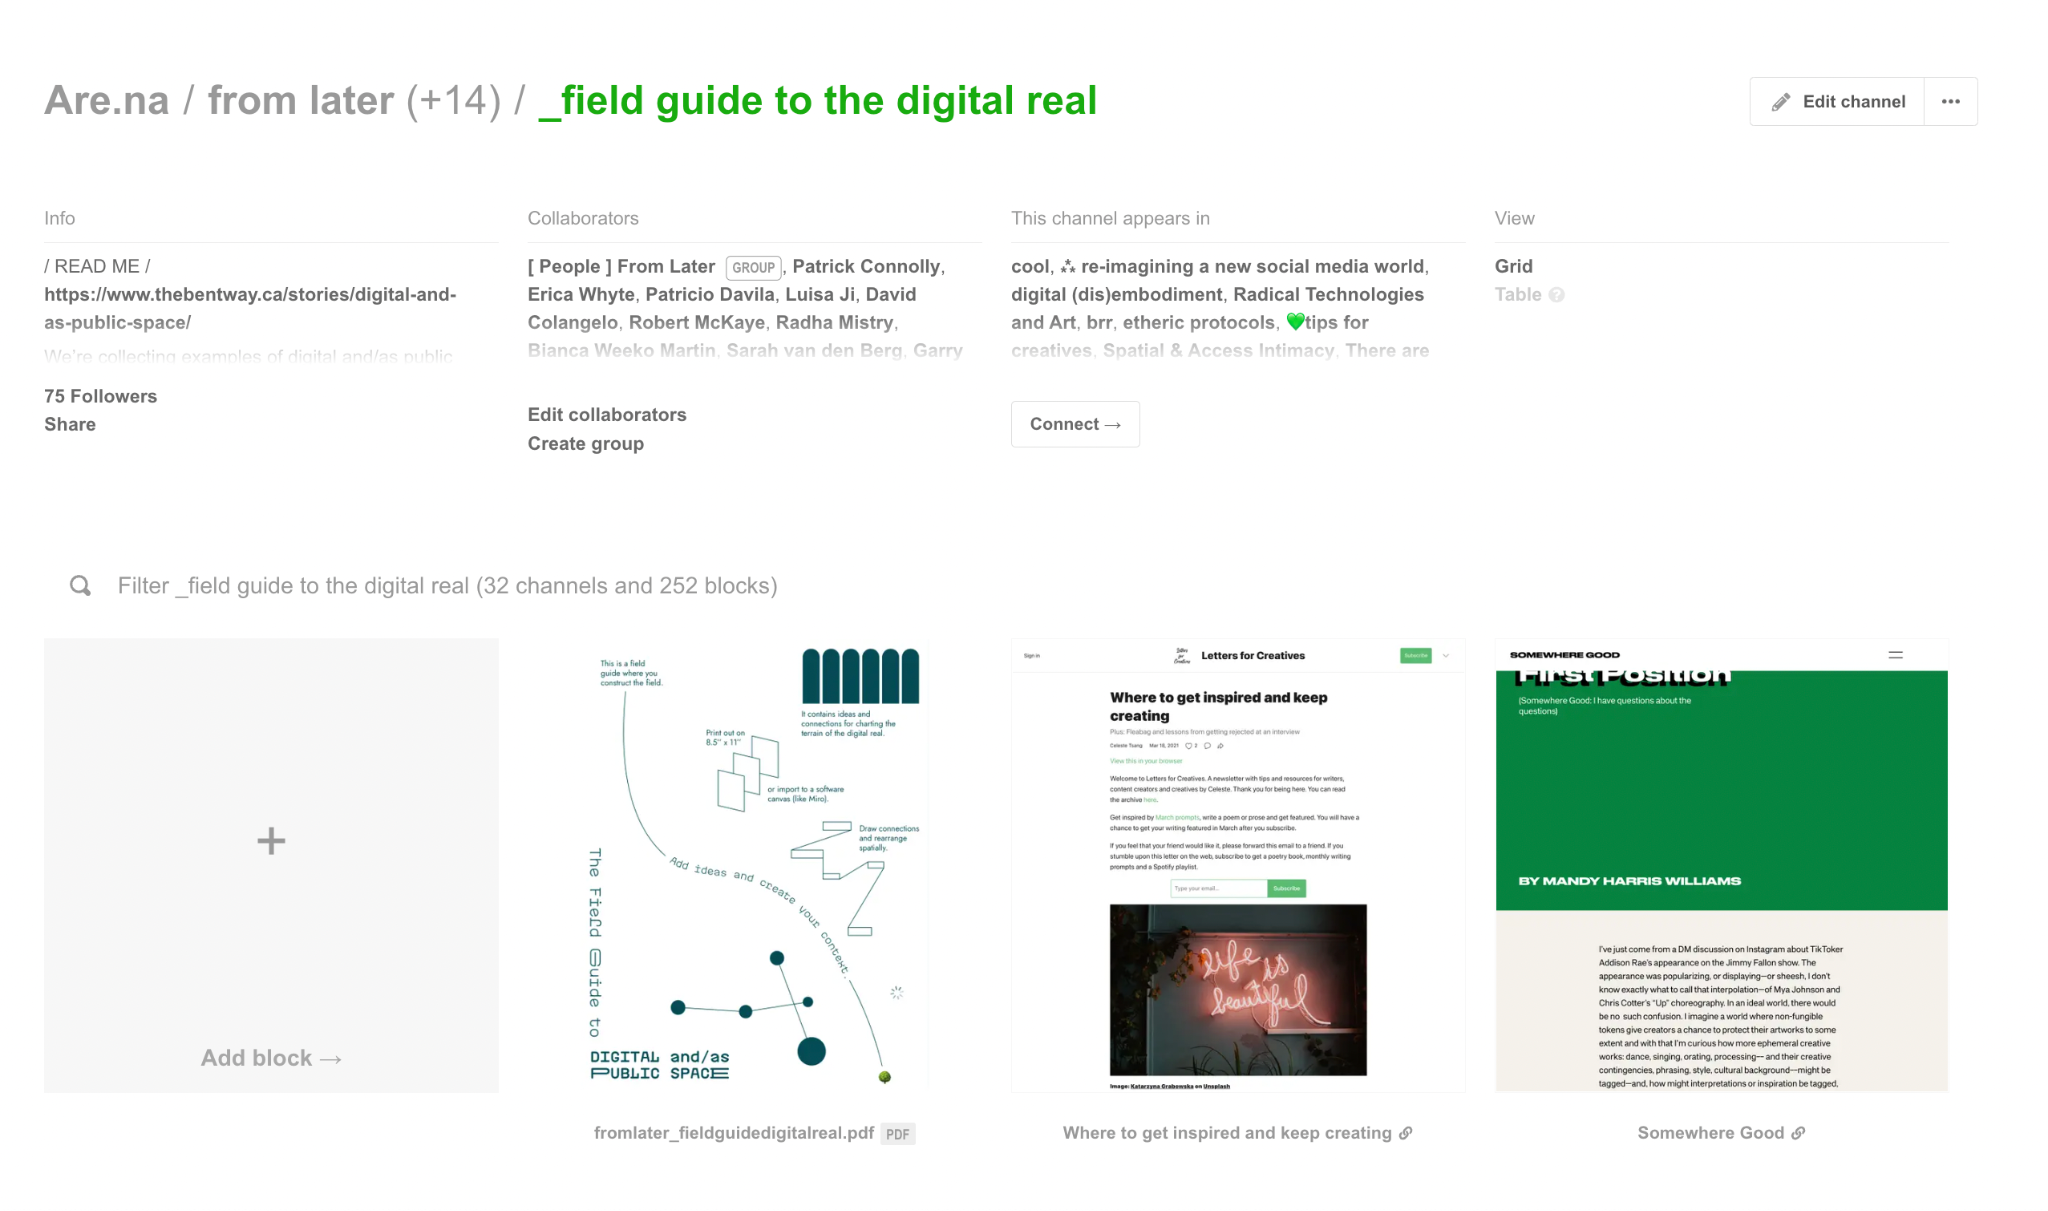 Are.na / from later (+14) / _field guide to the digital real
Edit channel
Info
/ READ ME /
https://www.thebentway.ca/stories/digital-and-
as-public-space/
We're collecting examples of digital and/as public
75 Followers
Share
Collaborators
[ People ] From Later GROUP, Patrick Connolly,
Erica Whyte, Patricio Davila, Luisa Ji, David
Colangelo, Robert McKaye, Radha Mistry,
Bianca Weeko Martin, Sarah van den Berg, Garry
Edit collaborators
Create group
This channel appears in
cool, ⁂ re-imagining a new social media world,
digital (dis)embodiment, Radical Technologies
and Art, brr, etheric protocols, 💚tips for
creatives, Spatial & Access Intimacy, There are
Connect →
View
Grid
Table ?
Filter _field guide to the digital real (32 channels and 252 blocks)
+
Add block →
This is a field
guide where you
construct the field.
It contains ideas and
connections for charting the
terrain of the digital real.
Print out on
8.5" x 11"
or import to a software
canvas (like Miro).
Draw connections
and rearrange
spatially.
Add ideas and create your context.
The Field Guide to
DIGITAL and/as
PUBLIC SPACE
fromlater_fieldguidedigitalreal.pdf PDF
Sign in
Letters for Creatives
Letters for Creatives
Subscribe
Where to get inspired and keep
creating
Plus: Fleabag and lessons from getting rejected at an interview
Celeste Tsang Mar 15, 2021 2
View this in your browser
Welcome to Letters for Creatives. A newsletter with tips and resources for writers,
content creators and creatives by Celeste. Thank you for being here. You can read
the archive here.
Get inspired by March prompts, write a poem or prose and get featured. You will have a
chance to get your writing featured in March after you subscribe.
If you feel that your friend would like it, please forward this email to a friend. If you
stumble upon this letter on the web, subscribe to get a poetry book, monthly writing
prompts and a Spotify playlist.
Type your email...
Subscribe
life is
beautiful
Image: Katarzyna Grabowska on Unsplash
Where to get inspired and keep creating
SOMEWHERE GOOD
First Position
(Somewhere Good: I have questions about the
questions)
BY MANDY HARRIS WILLIAMS
I've just come from a DM discussion on Instagram about TikToker
Addison Rae's appearance on the Jimmy Fallon show. The
appearance was popularizing, or displaying—or sheesh, I don't
know exactly what to call that interpolation—of Mya Johnson and
Chris Cotter's "Up" choreography. In an ideal world, there would
be no such confusion. I imagine a world where non-fungible
tokens give creators a chance to protect their artworks to some
extent and with that I'm curious how more ephemeral creative
works: dance, singing, orating, processing— and their creative
contingencies, phrasing, style, cultural background—might be
tagged—and, how might interpretations or inspiration be tagged,
Somewhere Good